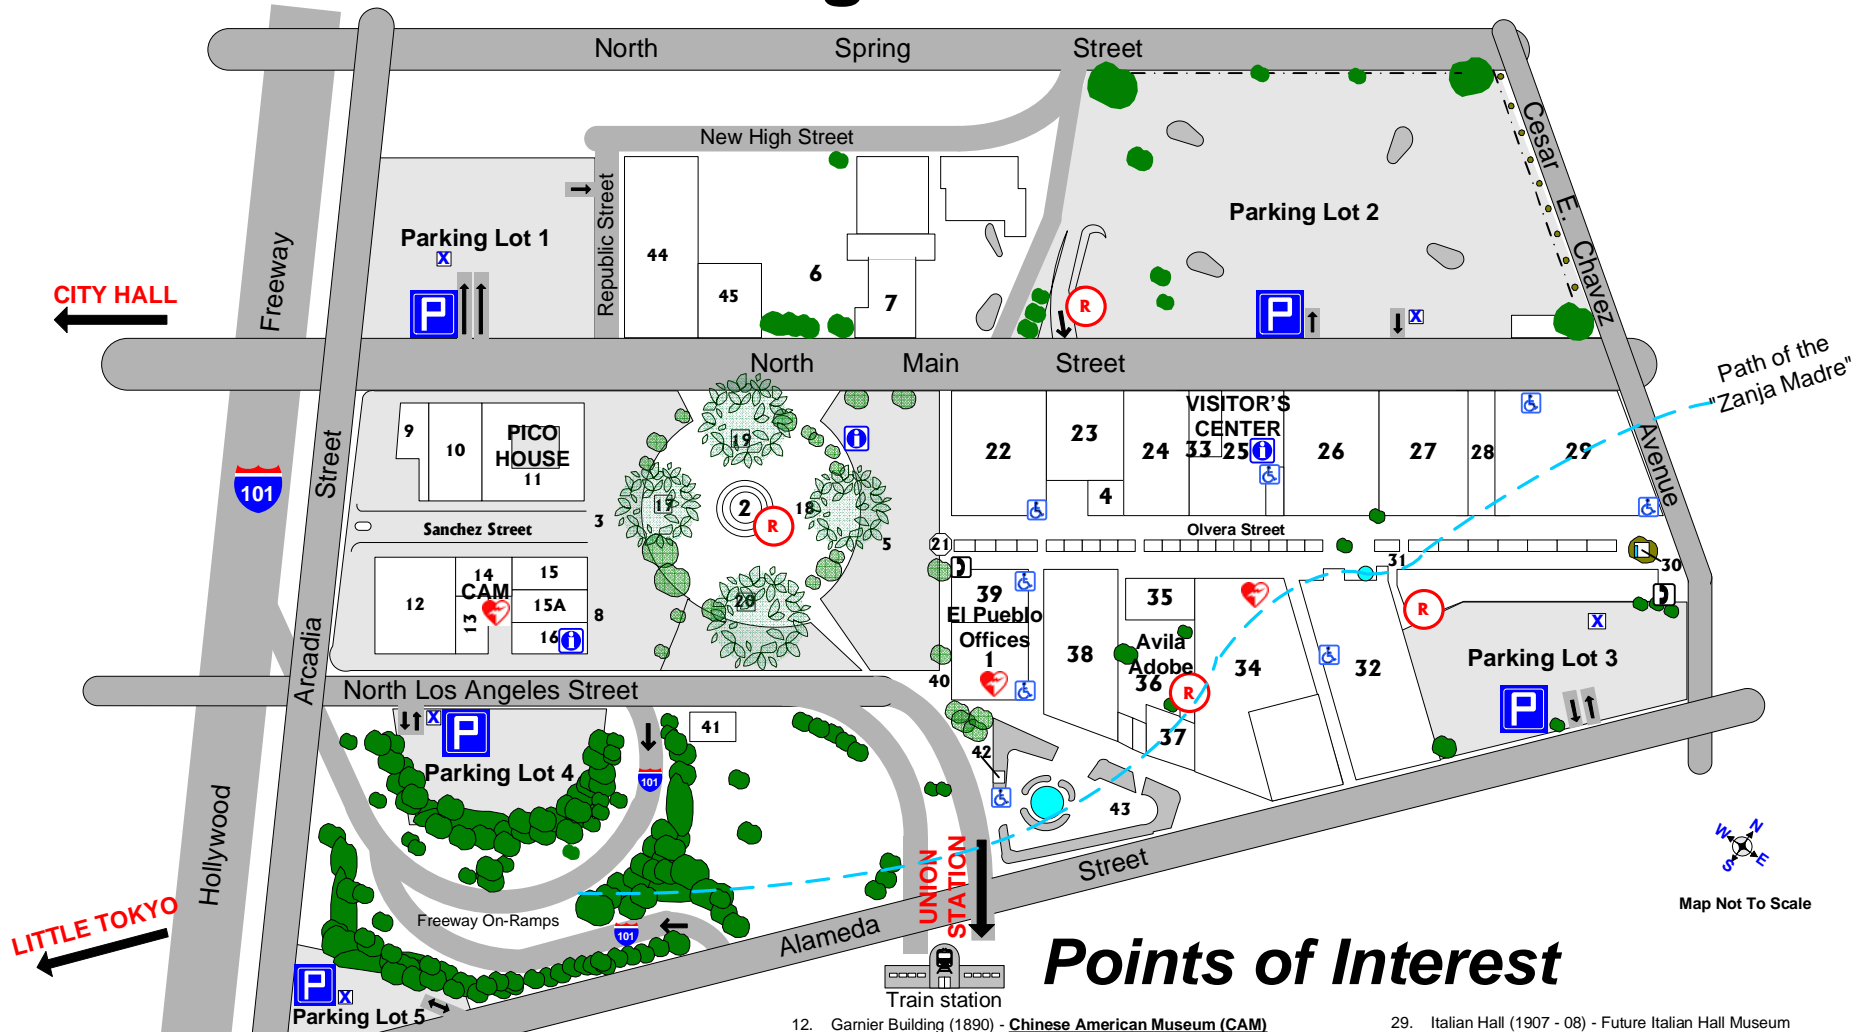 g
North Spring Street
New High Street
Republic Street
Parking Lot 1
X
P
44
45
6
7
R
Parking Lot 2
P
X
Cesar E. Chavez
Avenue
CITY HALL
Freeway
Arcadia
Street
101
Hollywood
North Main Street
Path of the
"Zanja Madre"
9
10
PICO
HOUSE
11
Sanchez Street
3
12
14
CAM
13
15
15A
16
8
i
19
17
2
R
18
20
5
i
21
22
23
4
24
VISITOR'S
CENTER
33
25
i
26
27
28
29
Olvera Street
30
31
39
El Pueblo
Offices
1
38
35
Avila
Adobe
36
R
37
34
32
R
X
Parking Lot 3
P
40
North Los Angeles Street
X
P
Parking Lot 4
101
41
42
43
Freeway On-Ramps
101
UNION
STATION
Alameda Street
LITTLE TOKYO
P
X
Parking Lot 5
Train station
N
W
E
S
Map Not To Scale
Points of Interest
12. Garnier Building (1890) - Chinese American Museum (CAM)
29. Italian Hall (1907 - 08) - Future Italian Hall Museum